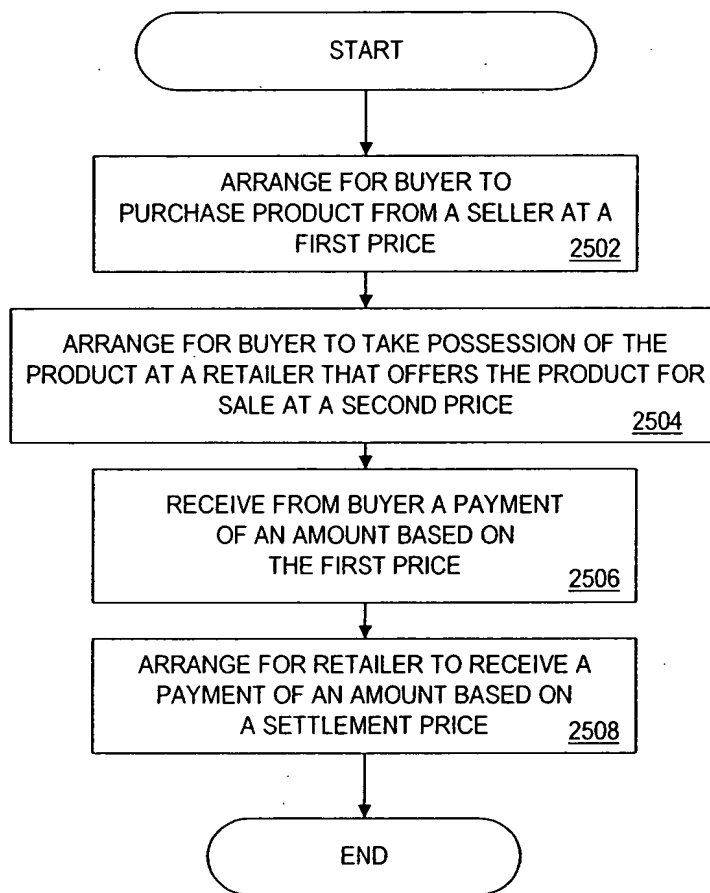 START
ARRANGE FOR BUYER TO
PURCHASE PRODUCT FROM A SELLER AT A
FIRST PRICE
2502
ARRANGE FOR BUYER TO TAKE POSSESSION OF THE
PRODUCT AT A RETAILER THAT OFFERS THE PRODUCT FOR
SALE AT A SECOND PRICE
2504
RECEIVE FROM BUYER A PAYMENT
OF AN AMOUNT BASED ON
THE FIRST PRICE
2506
ARRANGE FOR RETAILER TO RECEIVE A
PAYMENT OF AN AMOUNT BASED ON
A SETTLEMENT PRICE
2508
END